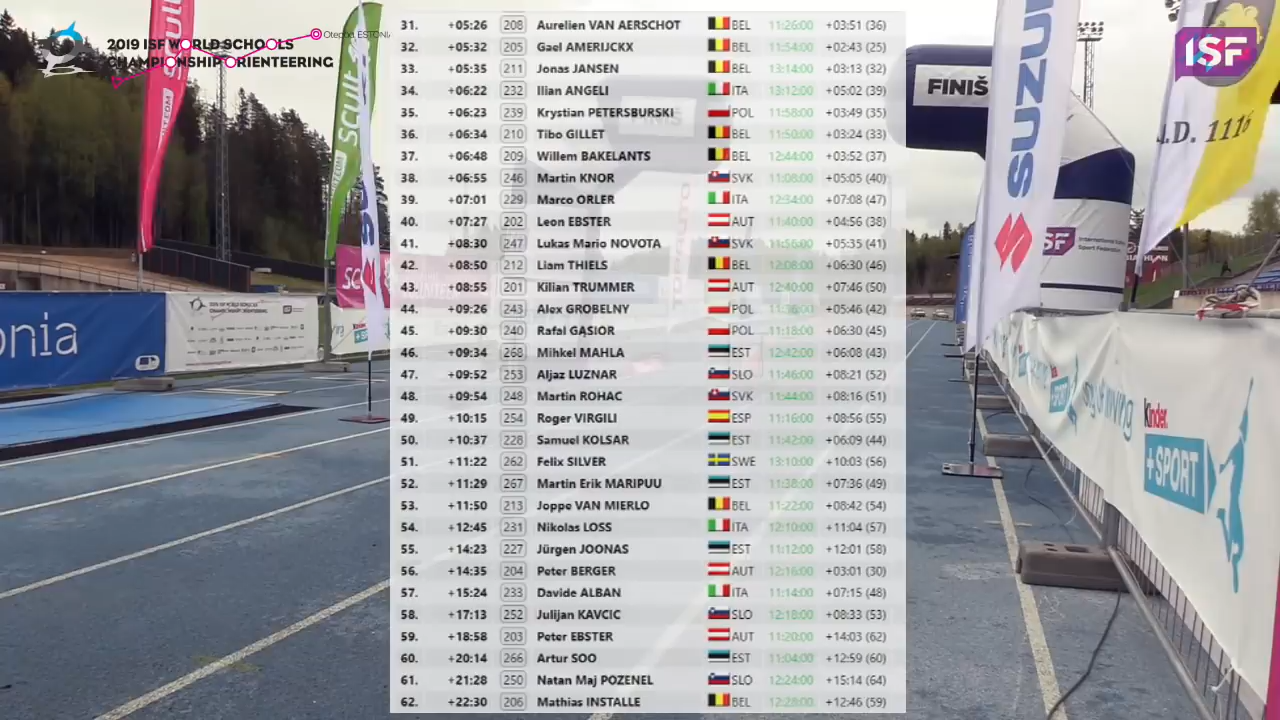 2019 ISF WORLD SCHOOLS
CHAMPIONSHIP ORIENTEERING
Otepää, ESTONIA
ISF
31. +05:26 208 Aurelien VAN AERSCHOT BEL 11:26:00 +03:51 (36)
32. +05:32 205 Gael AMERIJCKX BEL 11:54:00 +02:43 (25)
33. +05:35 211 Jonas JANSEN BEL 13:14:00 +03:13 (32)
34. +06:22 232 Ilian ANGELI ITA 13:12:00 +05:02 (39)
35. +06:23 239 Krystian PETERSBURSKI POL 11:58:00 +03:49 (35)
36. +06:34 210 Tibo GILLET BEL 11:50:00 +03:24 (33)
37. +06:48 209 Willem BAKELANTS BEL 12:44:00 +03:52 (37)
38. +06:55 246 Martin KNOR SVK 11:08:00 +05:05 (40)
39. +07:01 229 Marco ORLER ITA 12:34:00 +07:08 (47)
40. +07:27 202 Leon EBSTER AUT 11:40:00 +04:56 (38)
41. +08:30 247 Lukas Mario NOVOTA SVK 11:56:00 +05:35 (41)
42. +08:50 212 Liam THIELS BEL 12:08:00 +06:30 (46)
43. +08:55 201 Kilian TRUMMER AUT 12:40:00 +07:46 (50)
44. +09:26 243 Alex GROBELNY POL 11:36:00 +05:46 (42)
45. +09:30 240 Rafał GĄSIOR POL 11:18:00 +06:30 (45)
46. +09:34 268 Mihkel MAHLA EST 12:42:00 +06:08 (43)
47. +09:52 253 Aljaz LUZNAR SLO 11:46:00 +08:21 (52)
48. +09:54 248 Martin ROHAC SVK 11:44:00 +08:16 (51)
49. +10:15 254 Roger VIRGILI ESP 11:16:00 +08:56 (55)
50. +10:37 228 Samuel KOLSAR EST 11:42:00 +06:09 (44)
51. +11:22 262 Felix SILVER SWE 13:10:00 +10:03 (56)
52. +11:29 267 Martin Erik MARIPUU EST 11:38:00 +07:36 (49)
53. +11:50 213 Joppe VAN MIERLO BEL 11:22:00 +08:42 (54)
54. +12:45 231 Nikolas LOSS ITA 12:10:00 +11:04 (57)
55. +14:23 227 Jürgen JOONAS EST 11:12:00 +12:01 (58)
56. +14:35 204 Peter BERGER AUT 12:16:00 +03:01 (30)
57. +15:24 233 Davide ALBAN ITA 11:14:00 +07:15 (48)
58. +17:13 252 Julijan KAVCIC SLO 12:18:00 +08:33 (53)
59. +18:58 203 Peter EBSTER AUT 11:20:00 +14:03 (62)
60. +20:14 266 Artur SOO EST 11:04:00 +12:59 (60)
61. +21:28 250 Natan Maj POZENEL SLO 12:24:00 +15:14 (64)
62. +22:30 206 Mathias INSTALLE BEL 12:28:00 +12:46 (59)
FINIŠ
SUZUKI
A.D. 1116
SF International School
Sport Federation
onia
2019 ISF WORLD SCHOOLS
CHAMPIONSHIP ORIENTEERING
Kinder
+SPORT